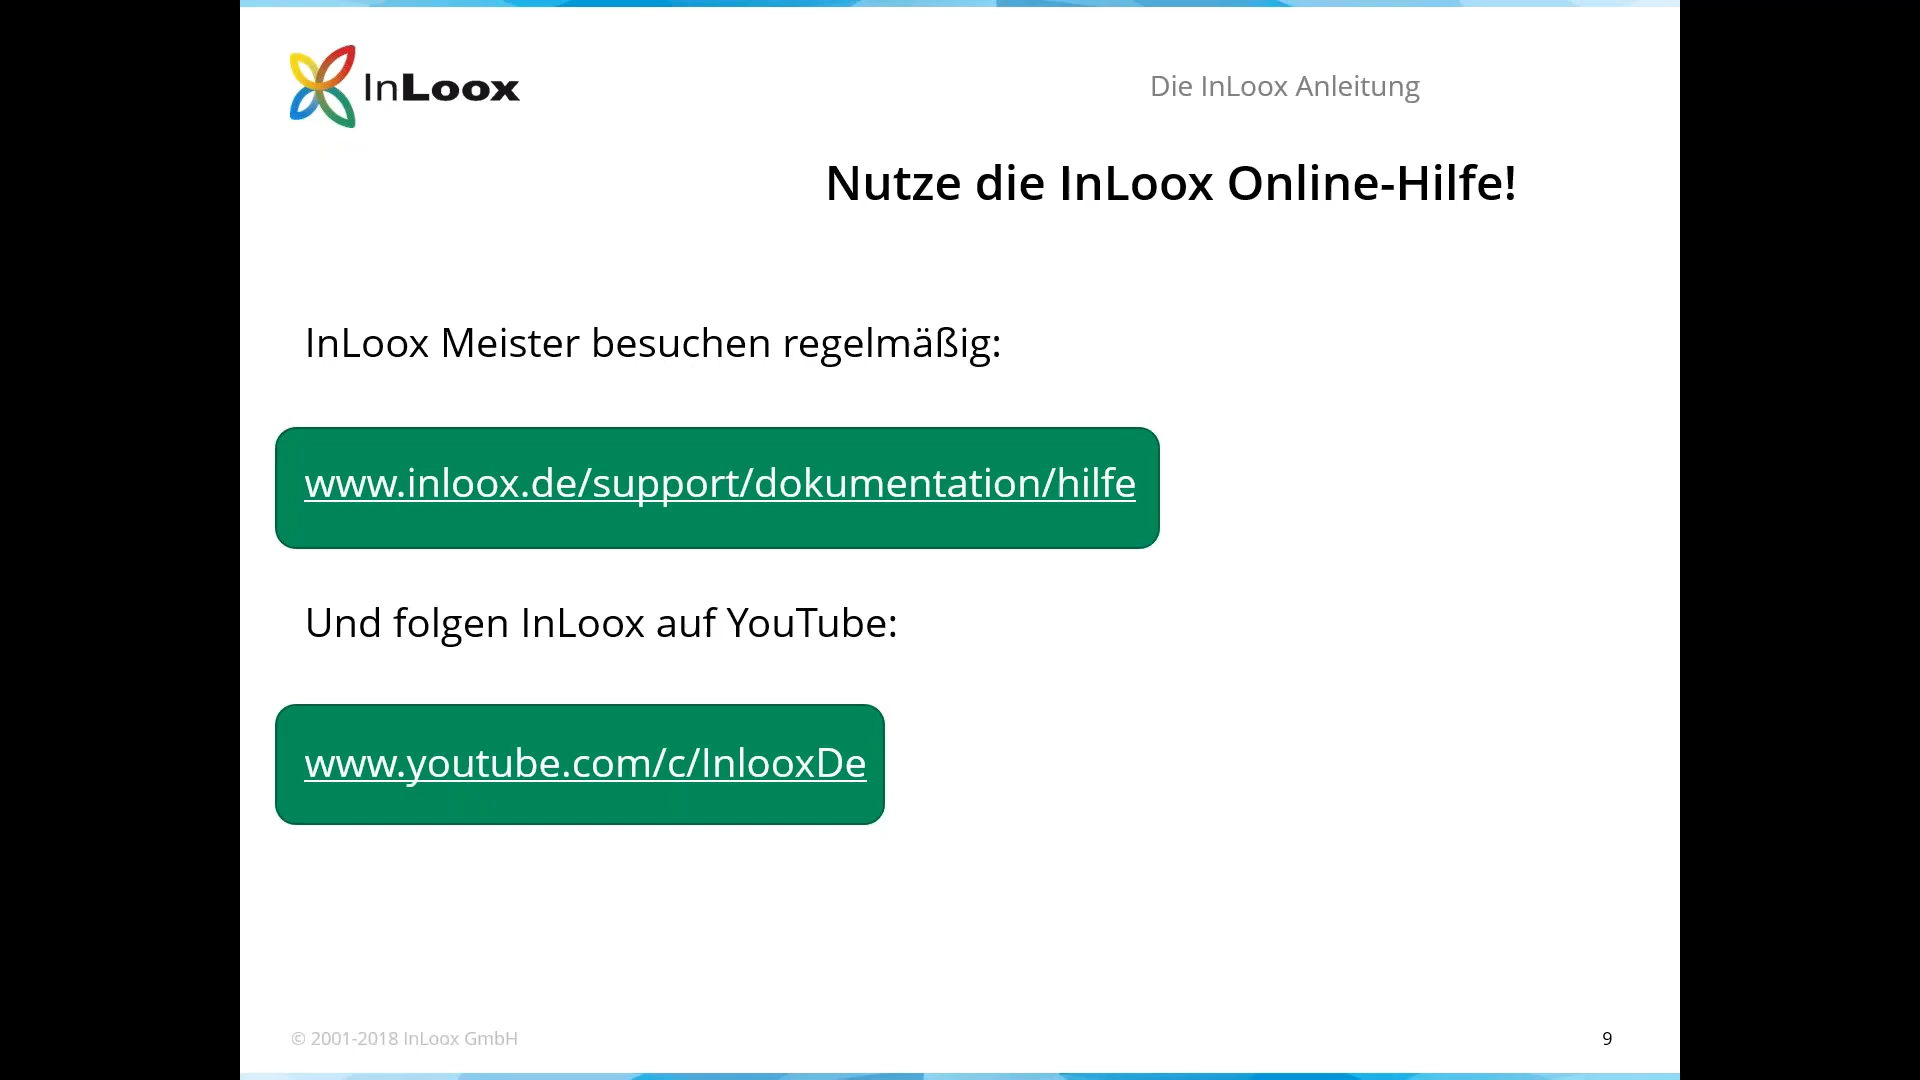 InLoox
Die InLoox Anleitung
Nutze die InLoox Online-Hilfe!
InLoox Meister besuchen regelmäßig:
www.inloox.de/support/dokumentation/hilfe
Und folgen InLoox auf YouTube:
www.youtube.com/c/InlooxDe
© 2001-2018 InLoox GmbH
9